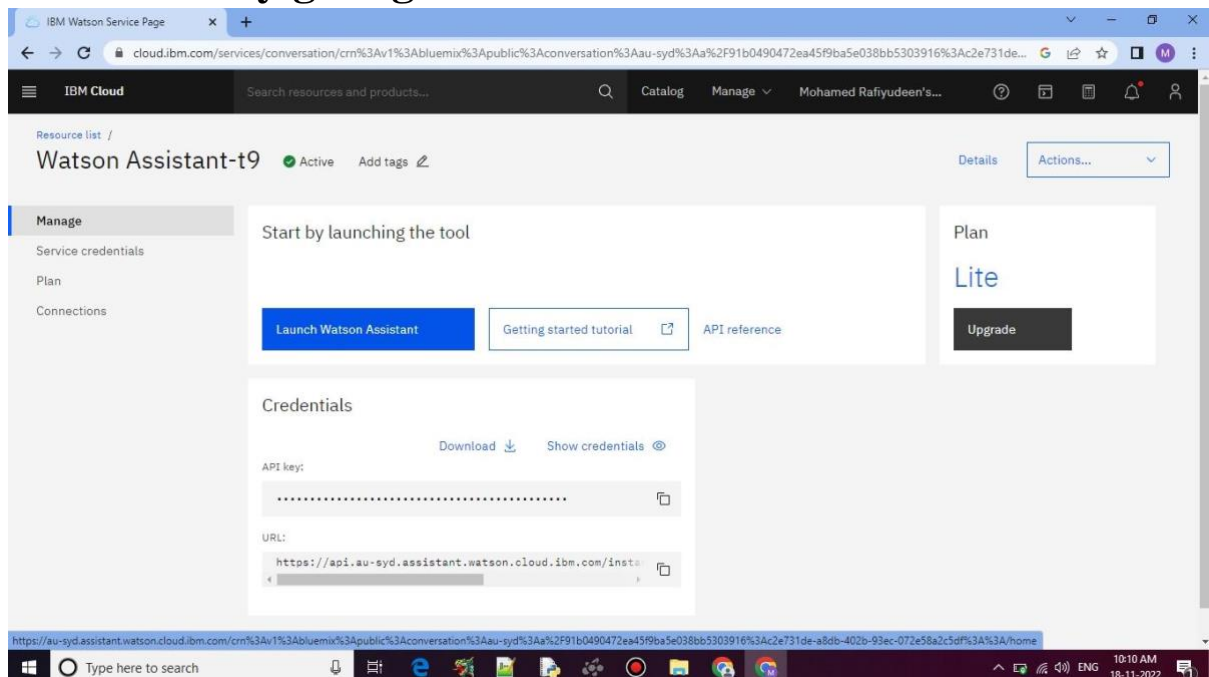 IBM Watson Service Page
cloud.ibm.com/services/conversation/crn%3Av1%3Abluemix%3Apublic%3Aconversation%3Aau-syd%3Aa%2F91b0490472ea45f9ba5e038bb5303916%3Ac2e731de...
IBM Cloud
Search resources and products...
Catalog
Manage
Mohamed Rafiyudeen's...
Resource list /
Watson Assistant-t9
Active
Add tags
Details
Actions...
Manage
Service credentials
Plan
Connections
Start by launching the tool
Launch Watson Assistant
Getting started tutorial
API reference
Plan
Lite
Upgrade
Credentials
Download
Show credentials
API key:
URL:
https://api.au-syd.assistant.watson.cloud.ibm.com/insta
https://au-syd.assistant.watson.cloud.ibm.com/crn%3Av1%3Abluemix%3Apublic%3Aconversation%3Aau-syd%3Aa%2F91b0490472ea45f9ba5e038bb5303916%3Ac2e731de-a8db-402b-93ec-072e58a2c5df%3A%3A/home
Type here to search
ENG
10:10 AM
18-11-2022